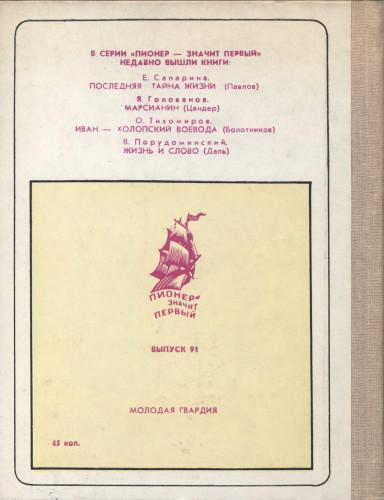 В СЕРИИ «ПИОНЕР — ЗНАЧИТ ПЕРВЫЙ»
НЕДАВНО ВЫШЛИ КНИГИ:
Е. Сапарина.
ПОСЛЕДНЯЯ ТАЙНА ЖИЗНИ (Павлов)
Я. Голованов.
МАРСИАНИН (Цандер)
О. Тихомиров.
ИВАН — ХОЛОПСКИЙ ВОЕВОДА (Болотников)
В. Порудоминский.
ЖИЗНЬ И СЛОВО (Даль)
ПИОНЕР—
ЗНАЧИТ
ПЕРВЫЙ
ВЫПУСК 91
МОЛОДАЯ ГВАРДИЯ
45 коп.